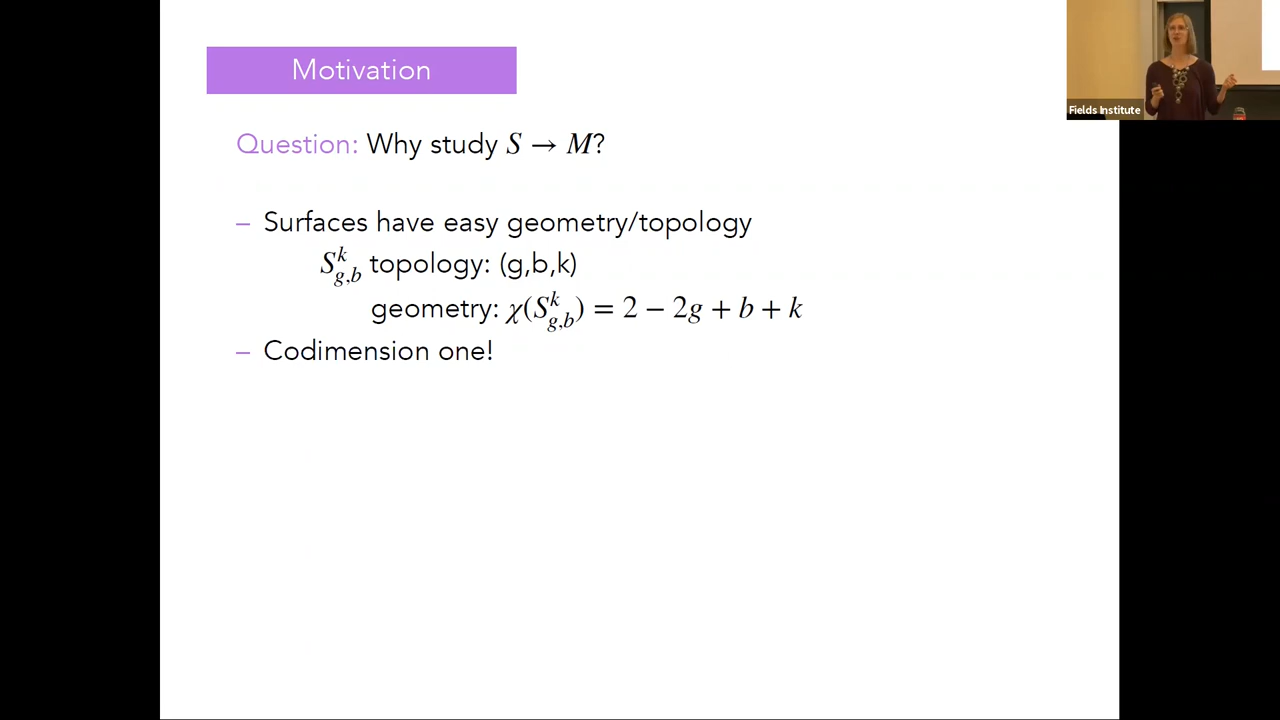 Motivation
Fields Institute
Question: Why study S → M?
– Surfaces have easy geometry/topology
S^k_{g,b} topology: (g,b,k)
geometry: χ(S^k_{g,b}) = 2 − 2g + b + k
– Codimension one!